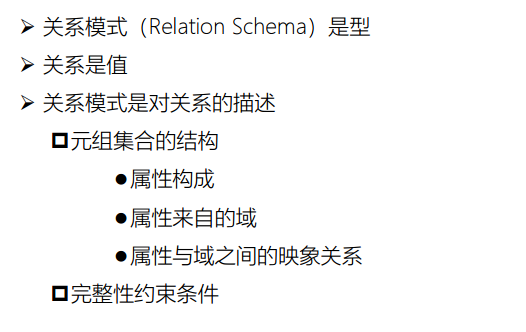 ➢ 关系模式（Relation Schema）是型
➢ 关系是值
➢ 关系模式是对关系的描述
❑元组集合的结构
●属性构成
●属性来自的域
●属性与域之间的映象关系
❑完整性约束条件